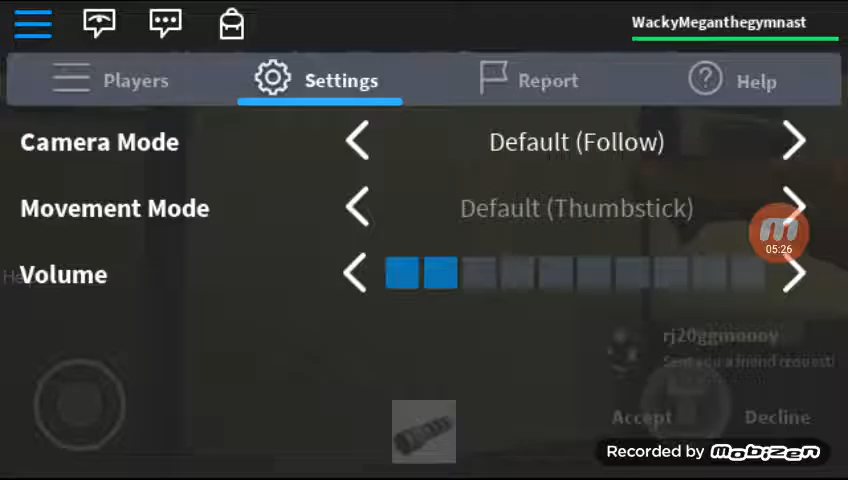 WackyMeganthegymnast
Players
Settings
Report
Help
Camera Mode
Default (Follow)
Movement Mode
Default (Thumbstick)
05:26
Volume
rj20ggmoooy
Sent you a friend request!
Accept
Decline
Recorded by MOBIZEN